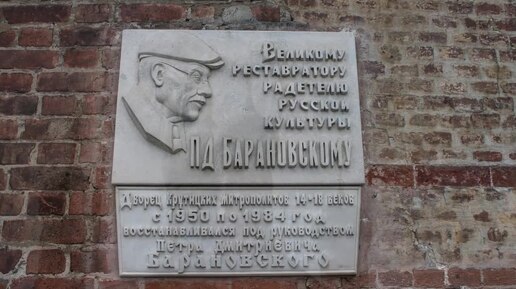 Великому
реставратору
радетелю
русской
культуры
ПД Барановскому
Дворец Крутицких митрополитов 14-18 веков
с 1950 по 1984 год
восстанавливался под руководством
Петра Дмитриевича
Барановского